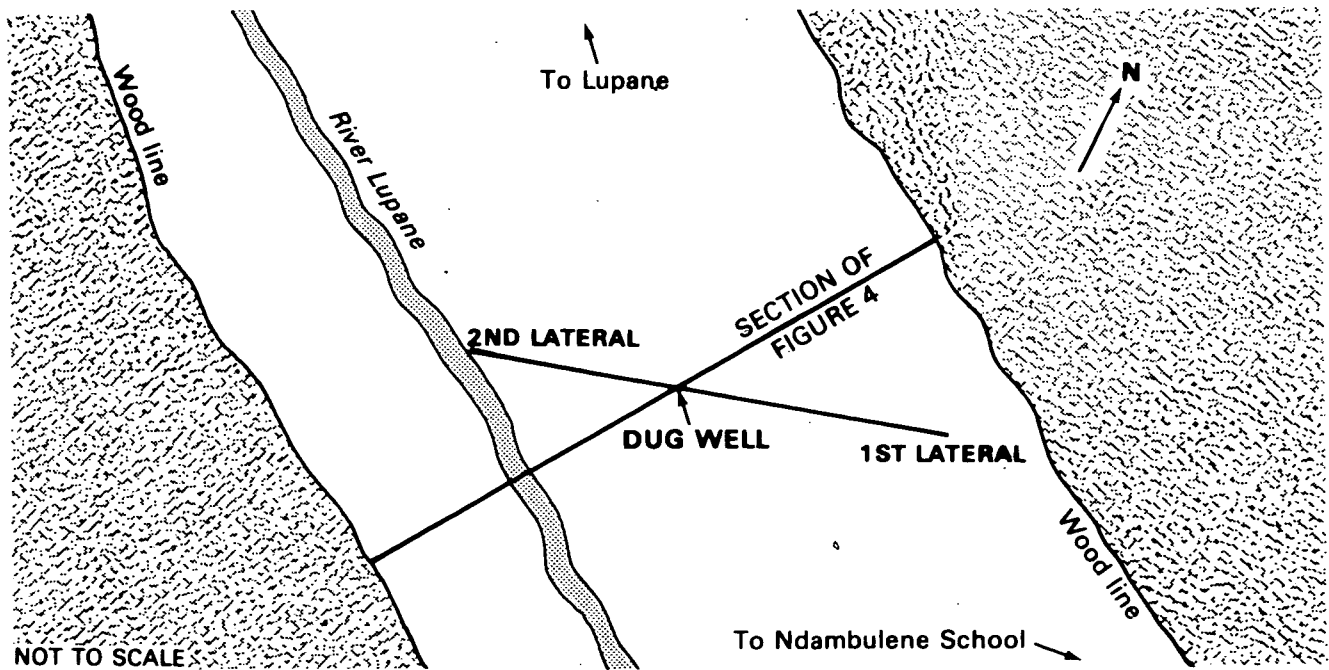 To Lupane
N
Wood line
River Lupane
SECTION OF
FIGURE 4
2ND LATERAL
DUG WELL
1ST LATERAL
Wood line
To Ndambulene School
NOT TO SCALE